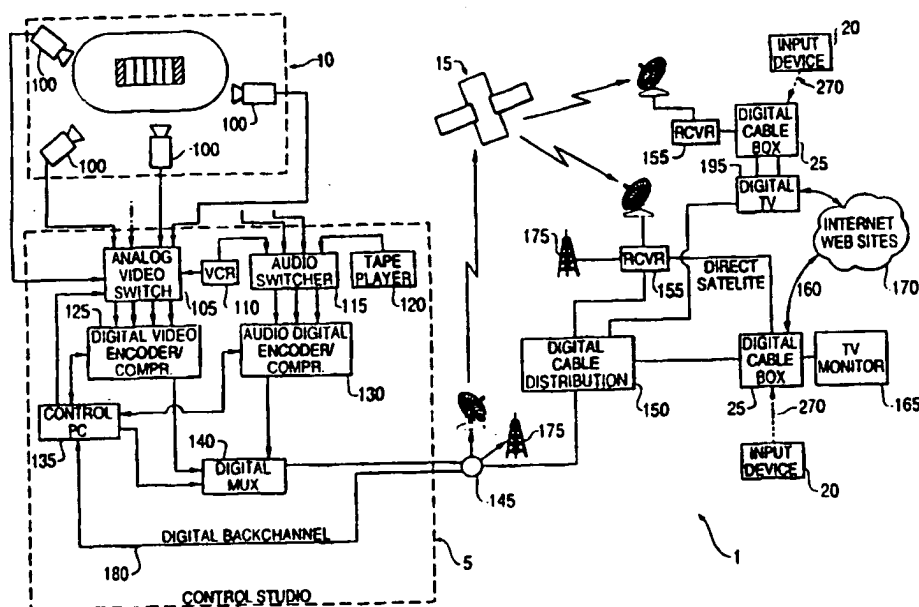 20
INPUT
DEVICE
270
15
10
100
100
100
100
DIGITAL
CABLE
BOX
25
RCVR
155
195
DIGITAL
TV
INTERNET
WEB SITES
170
ANALOG
VIDEO
SWITCH
105
VCR
110
AUDIO
SWITCHER
115
TAPE
PLAYER
120
175
RCVR
155
DIRECT
SATELITE
160
125
DIGITAL VIDEO
ENCODER/
COMPR.
AUDIO DIGITAL
ENCODER/
COMPR.
130
DIGITAL
CABLE
DISTRIBUTION
150
DIGITAL
CABLE
BOX
25
TV
MONITOR
165
270
CONTROL
PC
135
140
DIGITAL
MUX
175
145
INPUT
DEVICE
20
DIGITAL BACKCHANNEL
180
5
1
CONTROL STUDIO